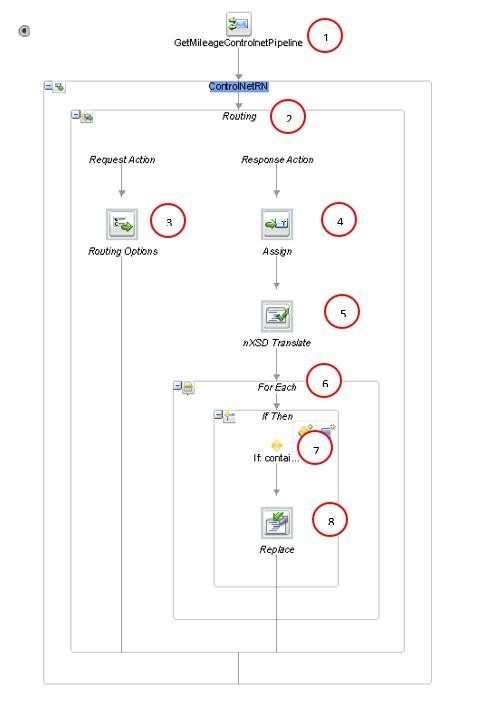 GetMileageControlnetPipeline
1
ControlNetRN
Routing
2
Request Action
Response Action
3
4
Routing Options
Assign
5
nXSD Translate
For Each
6
If Then
7
If: contai...
8
Replace